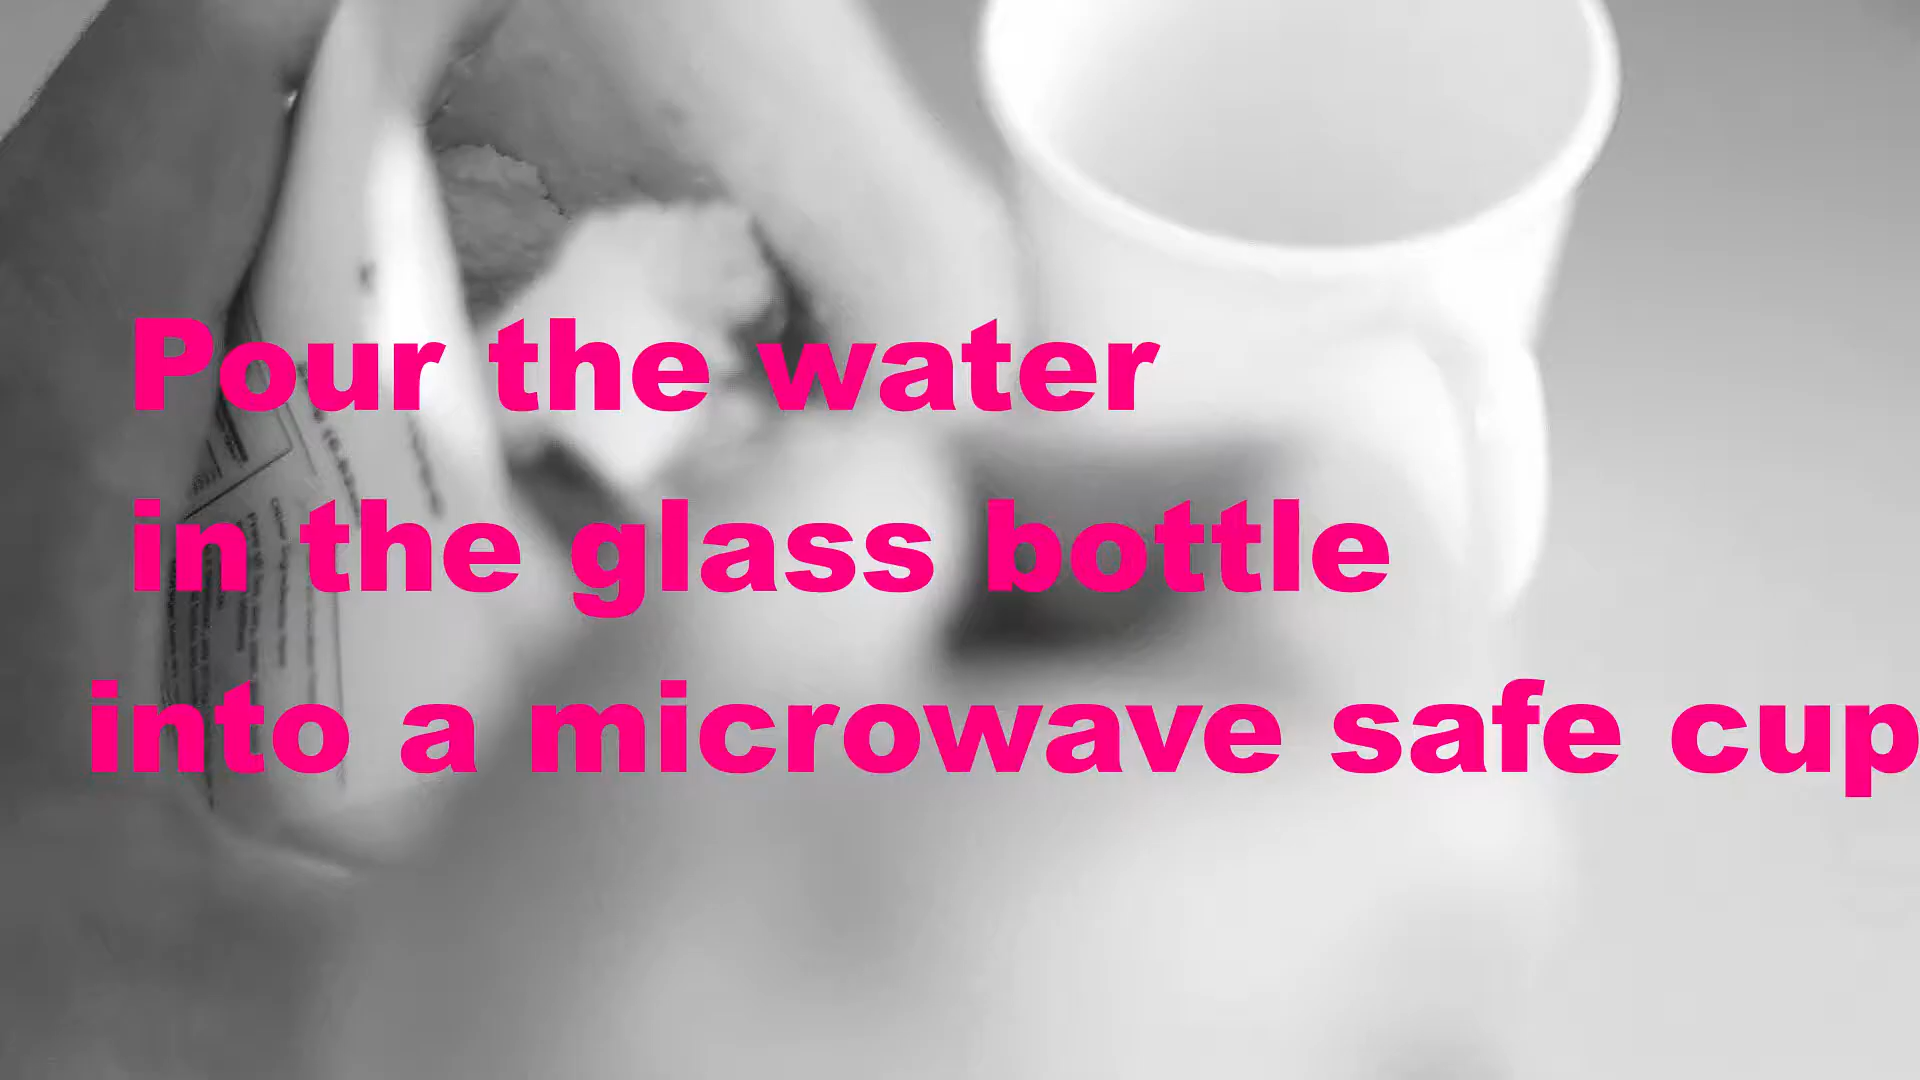 Pour the water
in the glass bottle
into a microwave safe cup